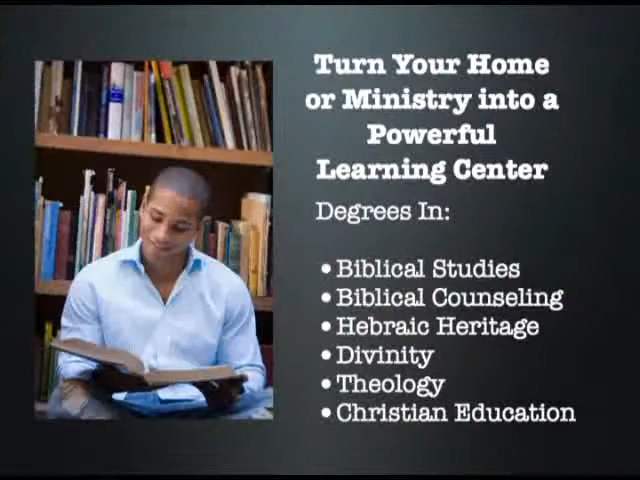 Turn Your Home
or Ministry into a
Powerful
Learning Center
Degrees In:
• Biblical Studies
• Biblical Counseling
• Hebraic Heritage
• Divinity
• Theology
• Christian Education